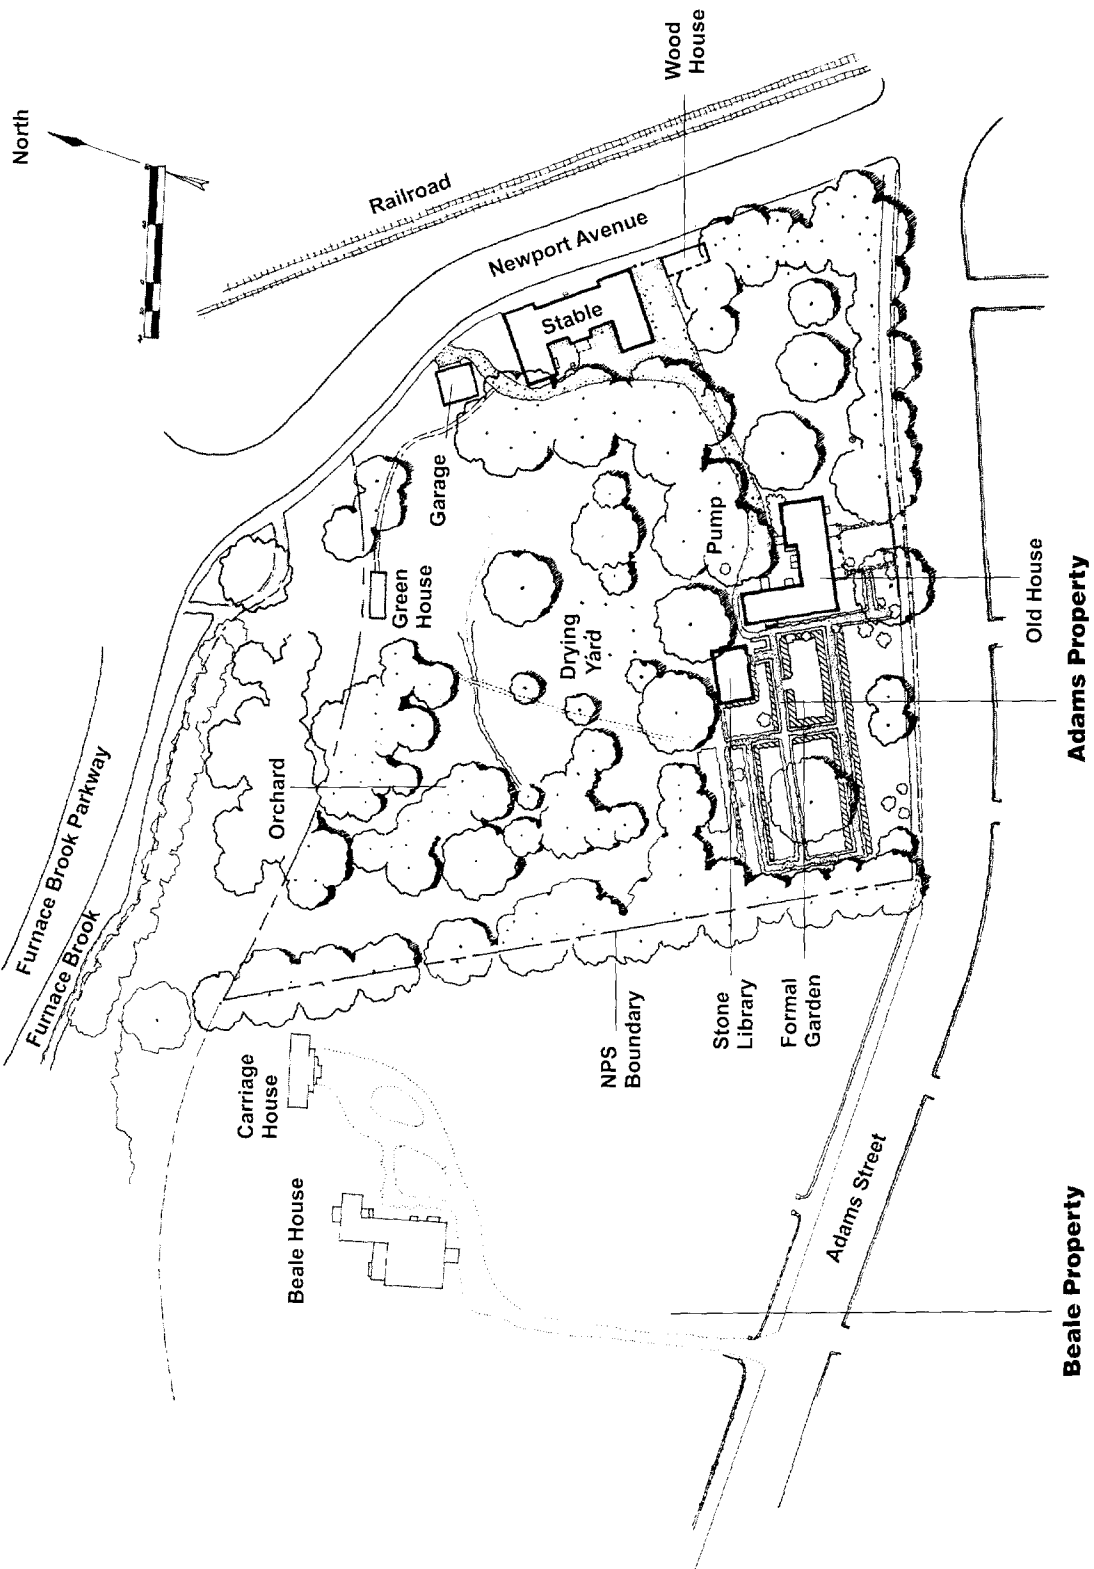 North
Wood
House
Railroad
Newport Avenue
Stable
Garage
Green
House
Pump
Drying
Yard
Old House
Adams Property
Orchard
Furnace Brook Parkway
Furnace Brook
Stone
Library
Formal
Garden
NPS
Boundary
Carriage
House
Beale House
Adams Street
Beale Property